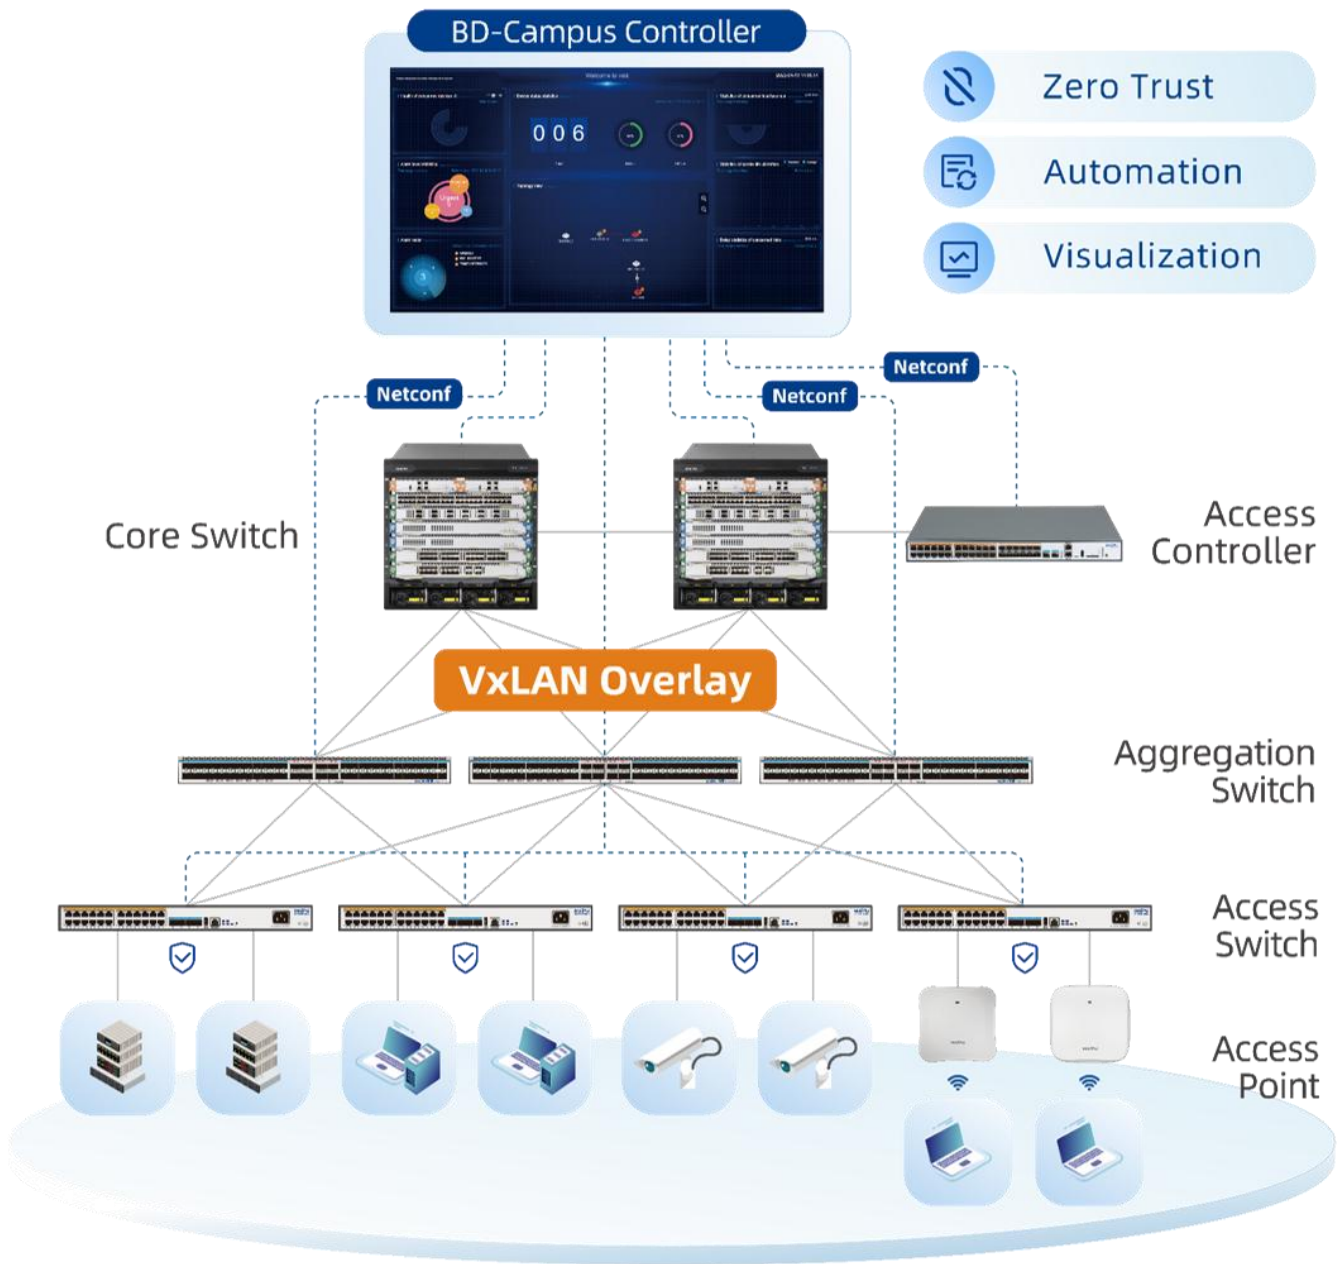 BD-Campus Controller
Zero Trust
Automation
Visualization
006
Urgent
Netconf
Netconf
Netconf
Core Switch
Access
Controller
VxLAN Overlay
Aggregation
Switch
Access
Switch
Access
Point